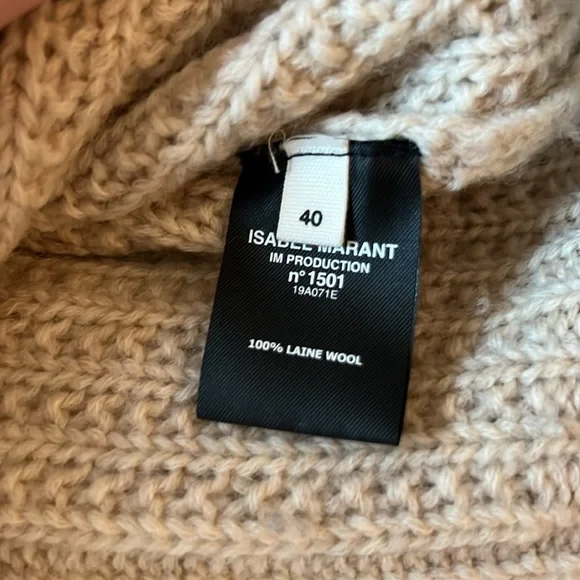 40
ISABEL MARANT
IM PRODUCTION
n°1501
19A071E
100% LAINE WOOL